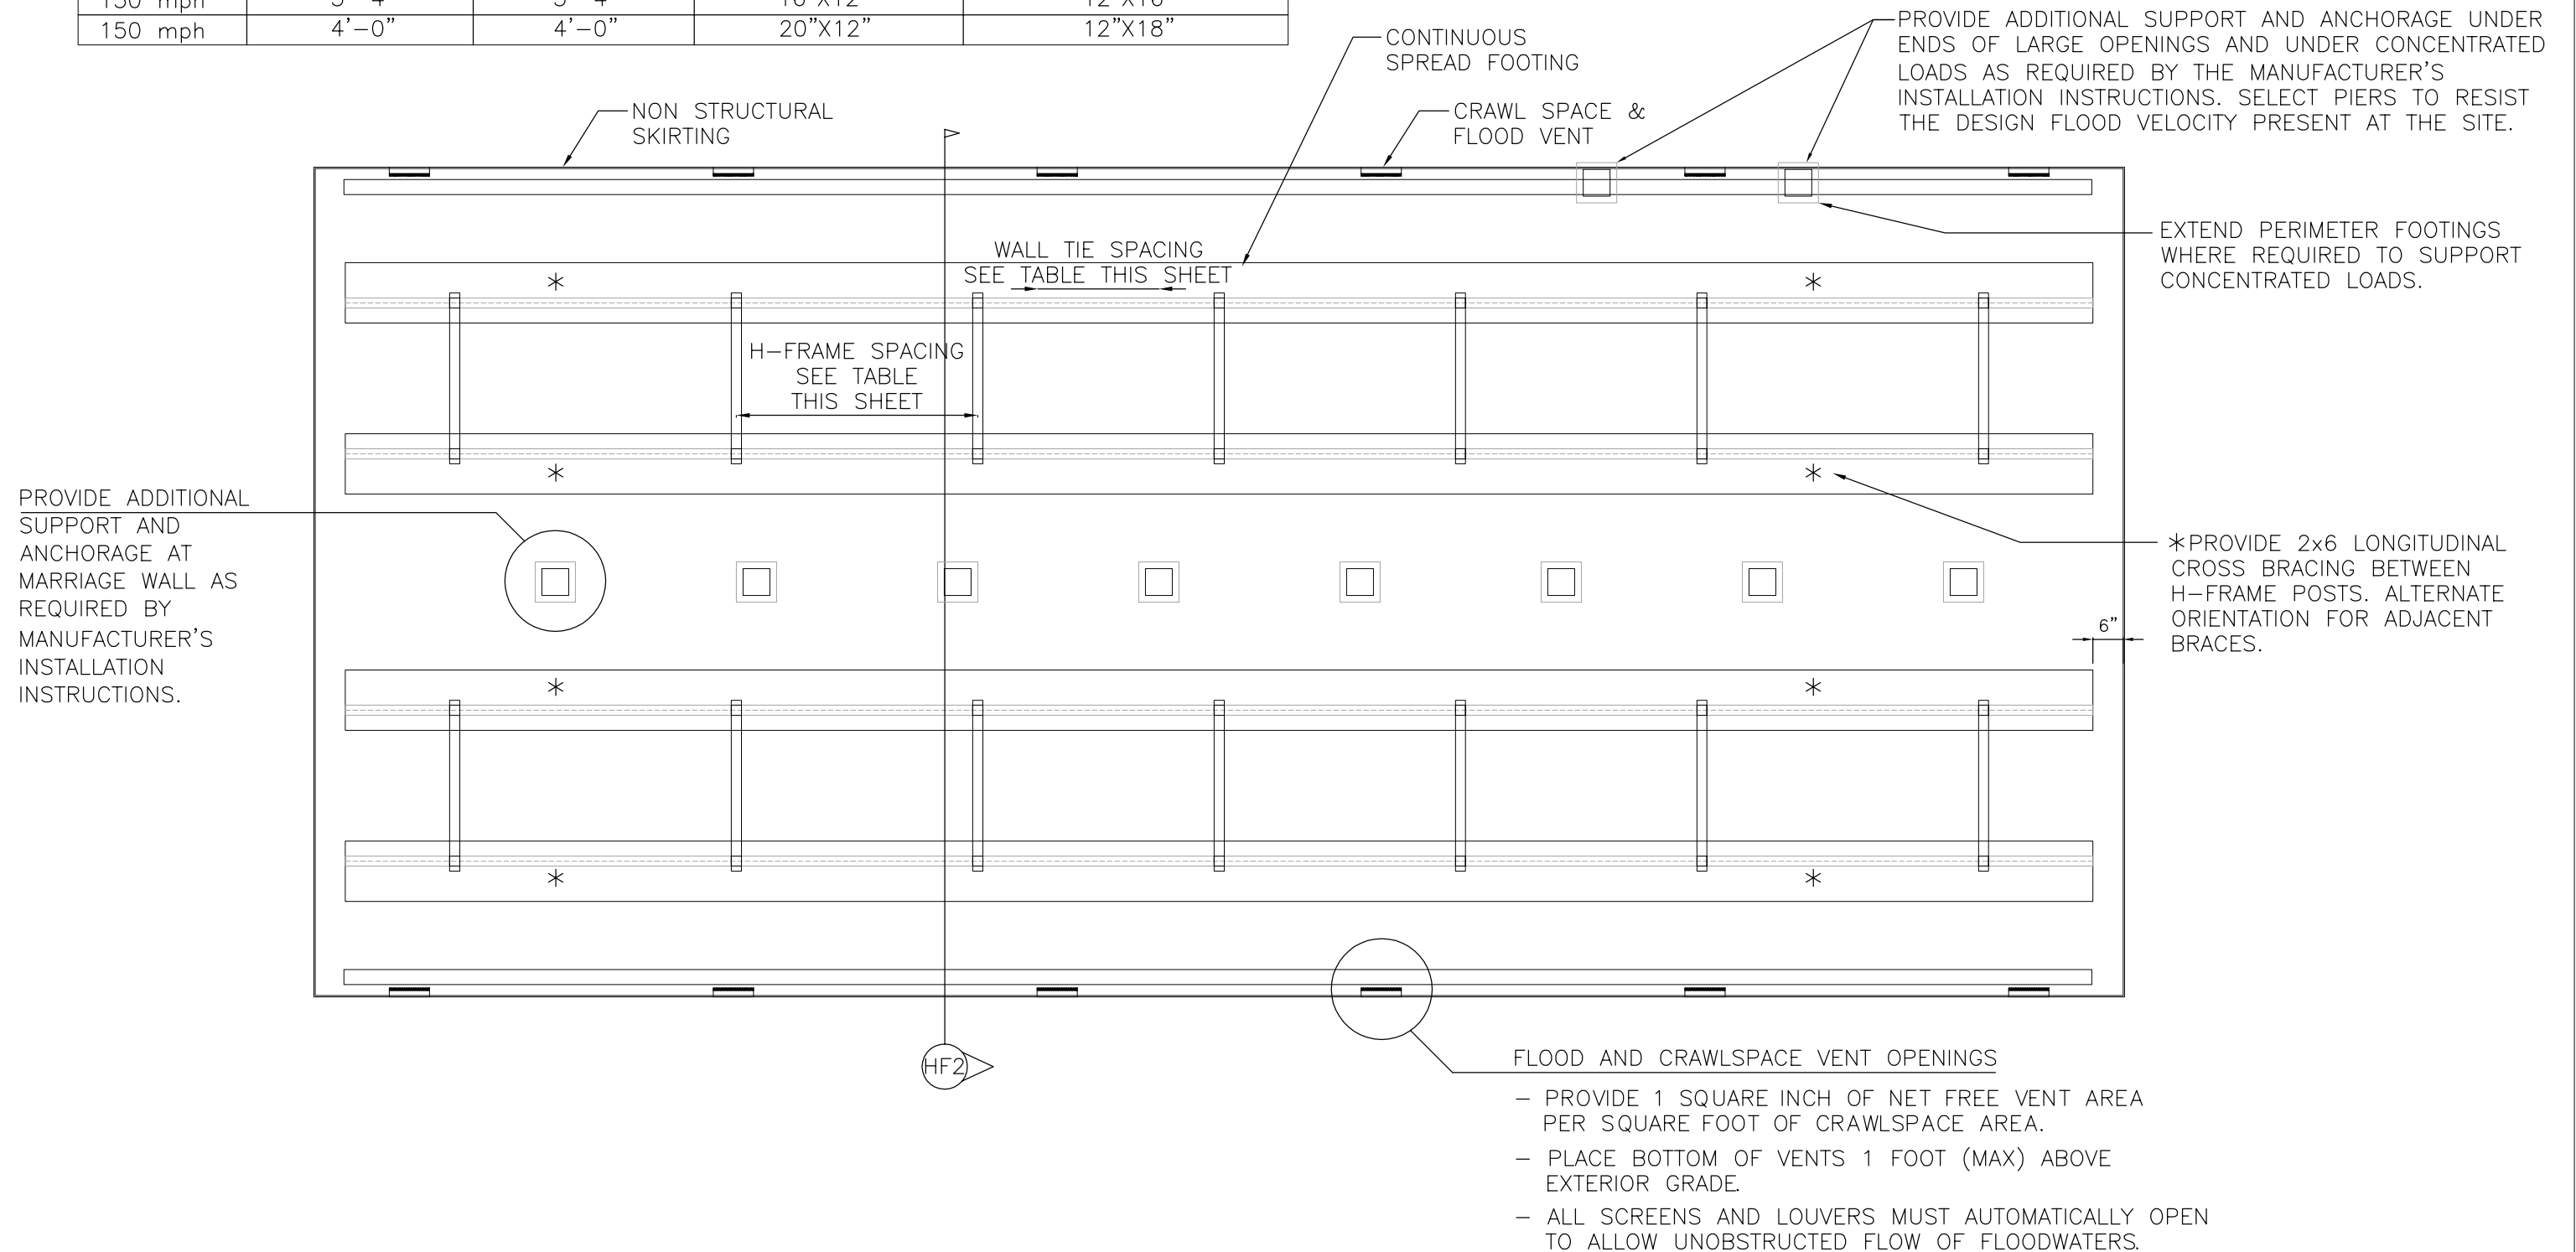 150 mph 4'-0" 4'-0" 20"X12" 12"X18"
CONTINUOUS
SPREAD FOOTING
PROVIDE ADDITIONAL SUPPORT AND ANCHORAGE UNDER
ENDS OF LARGE OPENINGS AND UNDER CONCENTRATED
LOADS AS REQUIRED BY THE MANUFACTURER'S
INSTALLATION INSTRUCTIONS. SELECT PIERS TO RESIST
THE DESIGN FLOOD VELOCITY PRESENT AT THE SITE.
NON STRUCTURAL
SKIRTING
CRAWL SPACE &
FLOOD VENT
EXTEND PERIMETER FOOTINGS
WHERE REQUIRED TO SUPPORT
CONCENTRATED LOADS.
WALL TIE SPACING
SEE TABLE THIS SHEET
H-FRAME SPACING
SEE TABLE
THIS SHEET
PROVIDE ADDITIONAL
SUPPORT AND
ANCHORAGE AT
MARRIAGE WALL AS
REQUIRED BY
MANUFACTURER'S
INSTALLATION
INSTRUCTIONS.
*PROVIDE 2x6 LONGITUDINAL
CROSS BRACING BETWEEN
H-FRAME POSTS. ALTERNATE
ORIENTATION FOR ADJACENT
BRACES.
6"
HF2
FLOOD AND CRAWLSPACE VENT OPENINGS
- PROVIDE 1 SQUARE INCH OF NET FREE VENT AREA
PER SQUARE FOOT OF CRAWLSPACE AREA.
- PLACE BOTTOM OF VENTS 1 FOOT (MAX) ABOVE
EXTERIOR GRADE.
- ALL SCREENS AND LOUVERS MUST AUTOMATICALLY OPEN
TO ALLOW UNOBSTRUCTED FLOW OF FLOODWATERS.